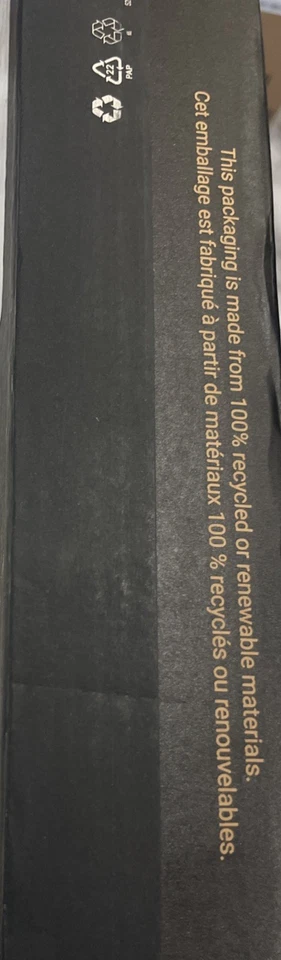 This packaging is made from 100% recycled or renewable materials.
Cet emballage est fabriqué à partir de matériaux 100 % recyclés ou renouvelables.
22
PAP